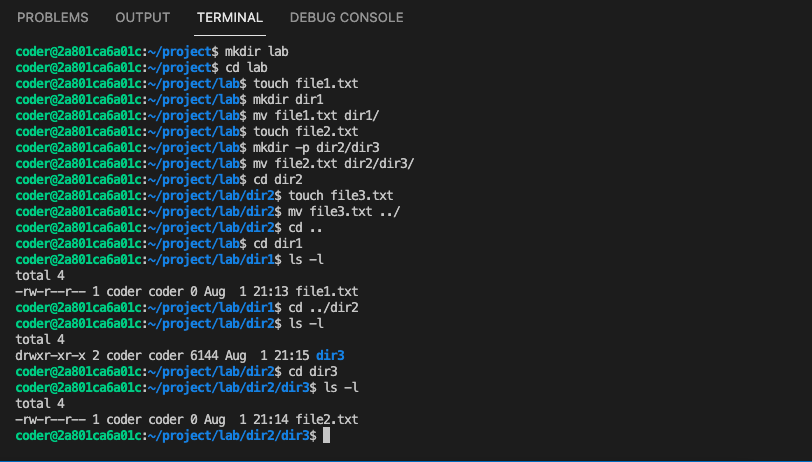 PROBLEMS OUTPUT TERMINAL DEBUG CONSOLE
coder@2a801ca6a01c:~/project$ mkdir lab
coder@2a801ca6a01c:~/project$ cd lab
coder@2a801ca6a01c:~/project/lab$ touch file1.txt
coder@2a801ca6a01c:~/project/lab$ mkdir dir1
coder@2a801ca6a01c:~/project/lab$ mv file1.txt dir1/
coder@2a801ca6a01c:~/project/lab$ touch file2.txt
coder@2a801ca6a01c:~/project/lab$ mkdir -p dir2/dir3
coder@2a801ca6a01c:~/project/lab$ mv file2.txt dir2/dir3/
coder@2a801ca6a01c:~/project/lab$ cd dir2
coder@2a801ca6a01c:~/project/lab/dir2$ touch file3.txt
coder@2a801ca6a01c:~/project/lab/dir2$ mv file3.txt ../
coder@2a801ca6a01c:~/project/lab/dir2$ cd ..
coder@2a801ca6a01c:~/project/lab$ cd dir1
coder@2a801ca6a01c:~/project/lab/dir1$ ls -l
total 4
-rw-r--r-- 1 coder coder 0 Aug  1 21:13 file1.txt
coder@2a801ca6a01c:~/project/lab/dir1$ cd ../dir2
coder@2a801ca6a01c:~/project/lab/dir2$ ls -l
total 4
drwxr-xr-x 2 coder coder 6144 Aug  1 21:15 dir3
coder@2a801ca6a01c:~/project/lab/dir2$ cd dir3
coder@2a801ca6a01c:~/project/lab/dir2/dir3$ ls -l
total 4
-rw-r--r-- 1 coder coder 0 Aug  1 21:14 file2.txt
coder@2a801ca6a01c:~/project/lab/dir2/dir3$